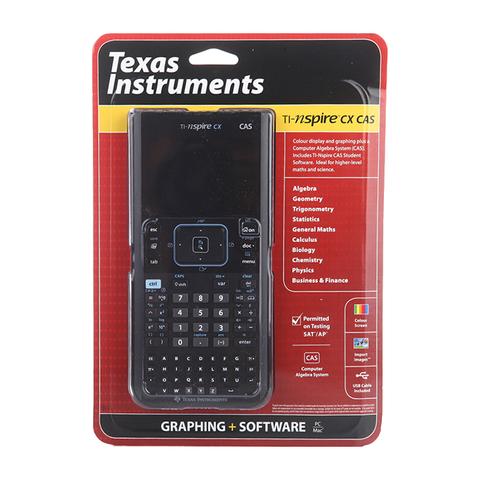 Texas
Instruments
TI-nspire CX CAS
Colour display and graphing plus a
Computer Algebra System (CAS).
Includes TI-Nspire CAS Student
Software. Ideal for higher-level
maths and science.
Algebra
Geometry
Trigonometry
Statistics
General Maths
Calculus
Biology
Chemistry
Physics
Business & Finance
Permitted
on Testing
SAT*/AP*
Colour
Screen
CAS
Computer
Algebra System
Import
Images
USB Cable
Included
TI-nspire CX CAS
esc
on
doc
tab
menu
CAPS
clear
ctrl
shift
var
del
7 8 9
4 5 6
1 2 3
0 . (−)
enter
A B C D E F G
H I J K L M N
O P Q R S T U
V W X Y Z
TEXAS INSTRUMENTS
GRAPHING + SOFTWARE
PC
Mac